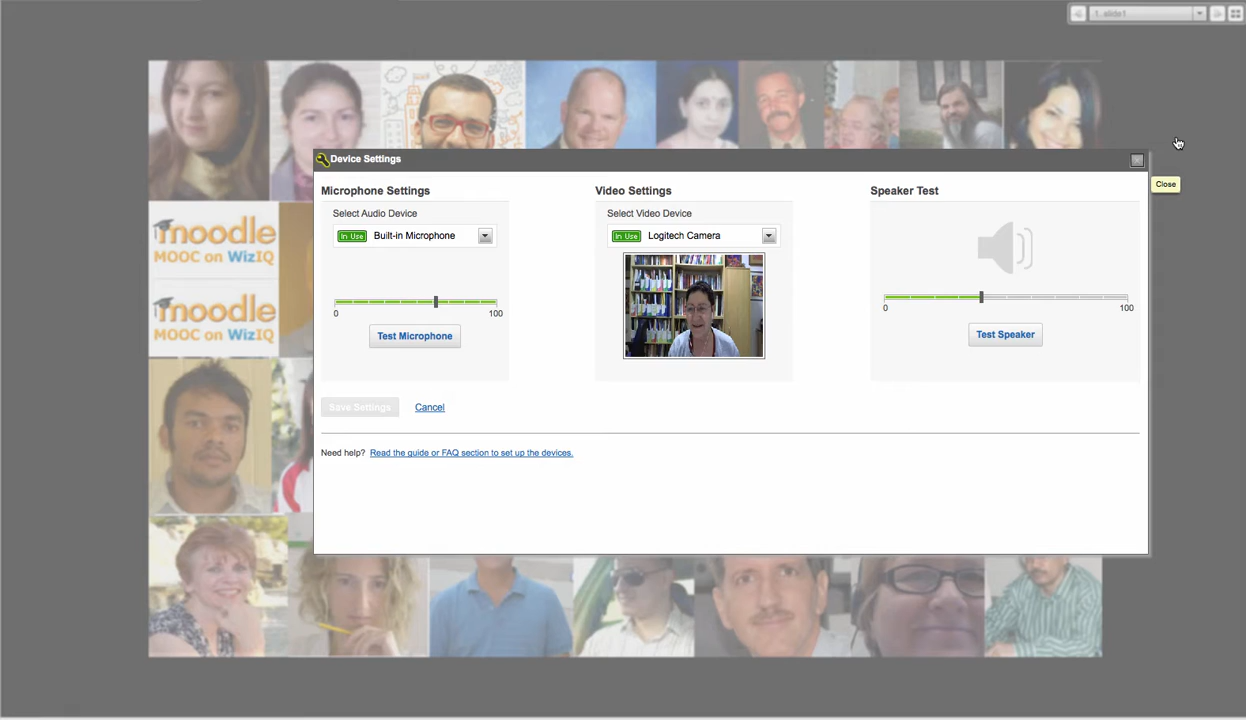 1. slide1
Device Settings
Close
Microphone Settings
Video Settings
Speaker Test
Select Audio Device
Select Video Device
In Use
Built-in Microphone
In Use
Logitech Camera
0
100
0
100
Test Microphone
Test Speaker
Save Settings
Cancel
Need help? Read the guide or FAQ section to set up the devices.
moodle
MOOC on WizIQ
moodle
MOOC on WizIQ